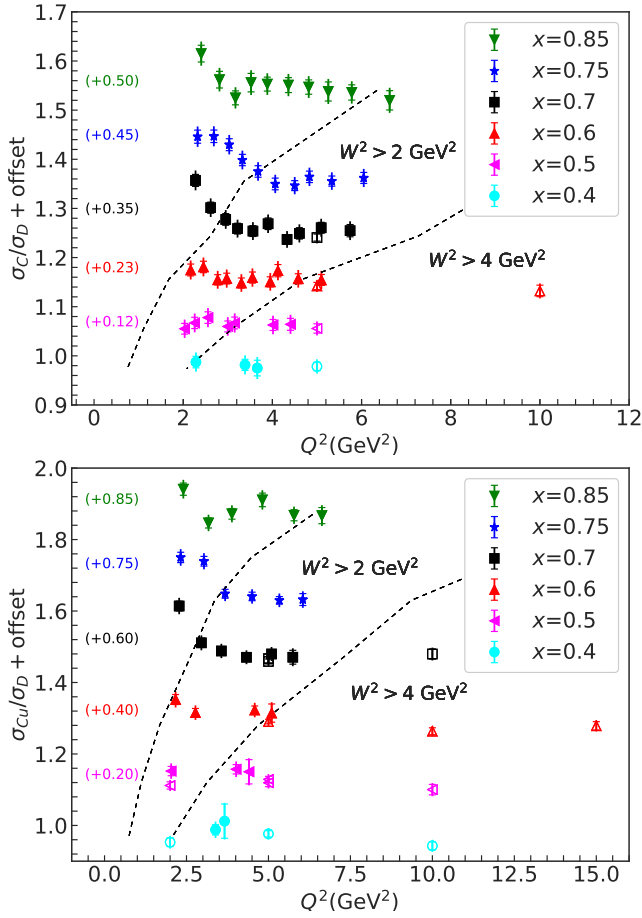 1.7
1.6
1.5
1.4
1.3
1.2
1.1
1.0
0.9
σC/σD + offset
(+0.50)
(+0.45)
(+0.35)
(+0.23)
(+0.12)
W² > 2 GeV²
W² > 4 GeV²
x=0.85
x=0.75
x=0.7
x=0.6
x=0.5
x=0.4
0 2 4 6 8 10 12
Q²(GeV²)
2.0
1.8
1.6
1.4
1.2
1.0
σCu/σD + offset
(+0.85)
(+0.75)
(+0.60)
(+0.40)
(+0.20)
W² > 2 GeV²
W² > 4 GeV²
x=0.85
x=0.75
x=0.7
x=0.6
x=0.5
x=0.4
0.0 2.5 5.0 7.5 10.0 12.5 15.0
Q²(GeV²)